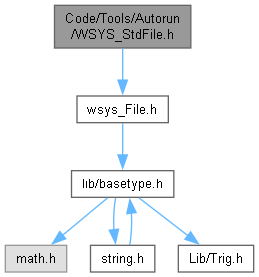 Code/Tools/Autorun
/WSYS_StdFile.h
wsys_File.h
lib/basetype.h
math.h
string.h
Lib/Trig.h